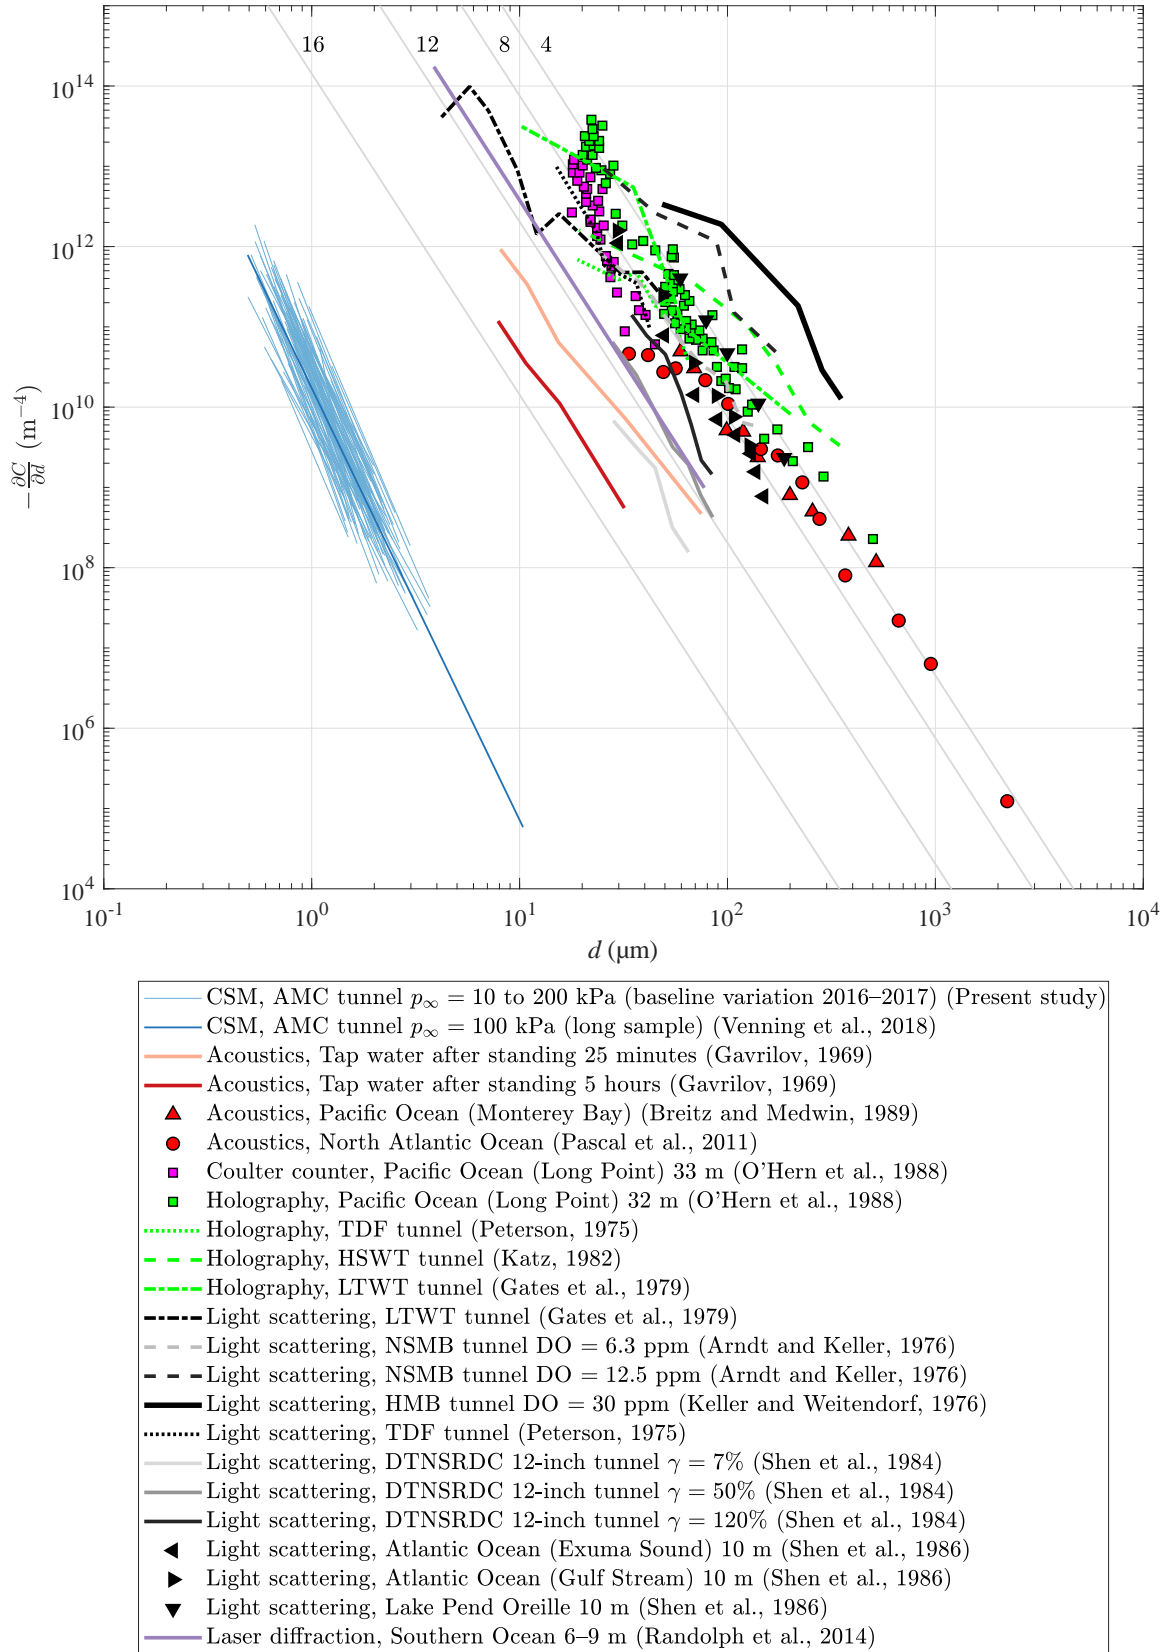 16 12 8 4
10^14
10^12
10^10
10^8
10^6
10^4
−∂C/∂d (m^−4)
10^-1 10^0 10^1 10^2 10^3 10^4
d (µm)
CSM, AMC tunnel p∞ = 10 to 200 kPa (baseline variation 2016–2017) (Present study)
CSM, AMC tunnel p∞ = 100 kPa (long sample) (Venning et al., 2018)
Acoustics, Tap water after standing 25 minutes (Gavrilov, 1969)
Acoustics, Tap water after standing 5 hours (Gavrilov, 1969)
Acoustics, Pacific Ocean (Monterey Bay) (Breitz and Medwin, 1989)
Acoustics, North Atlantic Ocean (Pascal et al., 2011)
Coulter counter, Pacific Ocean (Long Point) 33 m (O'Hern et al., 1988)
Holography, Pacific Ocean (Long Point) 32 m (O'Hern et al., 1988)
Holography, TDF tunnel (Peterson, 1975)
Holography, HSWT tunnel (Katz, 1982)
Holography, LTWT tunnel (Gates et al., 1979)
Light scattering, LTWT tunnel (Gates et al., 1979)
Light scattering, NSMB tunnel DO = 6.3 ppm (Arndt and Keller, 1976)
Light scattering, NSMB tunnel DO = 12.5 ppm (Arndt and Keller, 1976)
Light scattering, HMB tunnel DO = 30 ppm (Keller and Weitendorf, 1976)
Light scattering, TDF tunnel (Peterson, 1975)
Light scattering, DTNSRDC 12-inch tunnel γ = 7% (Shen et al., 1984)
Light scattering, DTNSRDC 12-inch tunnel γ = 50% (Shen et al., 1984)
Light scattering, DTNSRDC 12-inch tunnel γ = 120% (Shen et al., 1984)
Light scattering, Atlantic Ocean (Exuma Sound) 10 m (Shen et al., 1986)
Light scattering, Atlantic Ocean (Gulf Stream) 10 m (Shen et al., 1986)
Light scattering, Lake Pend Oreille 10 m (Shen et al., 1986)
Laser diffraction, Southern Ocean 6–9 m (Randolph et al., 2014)